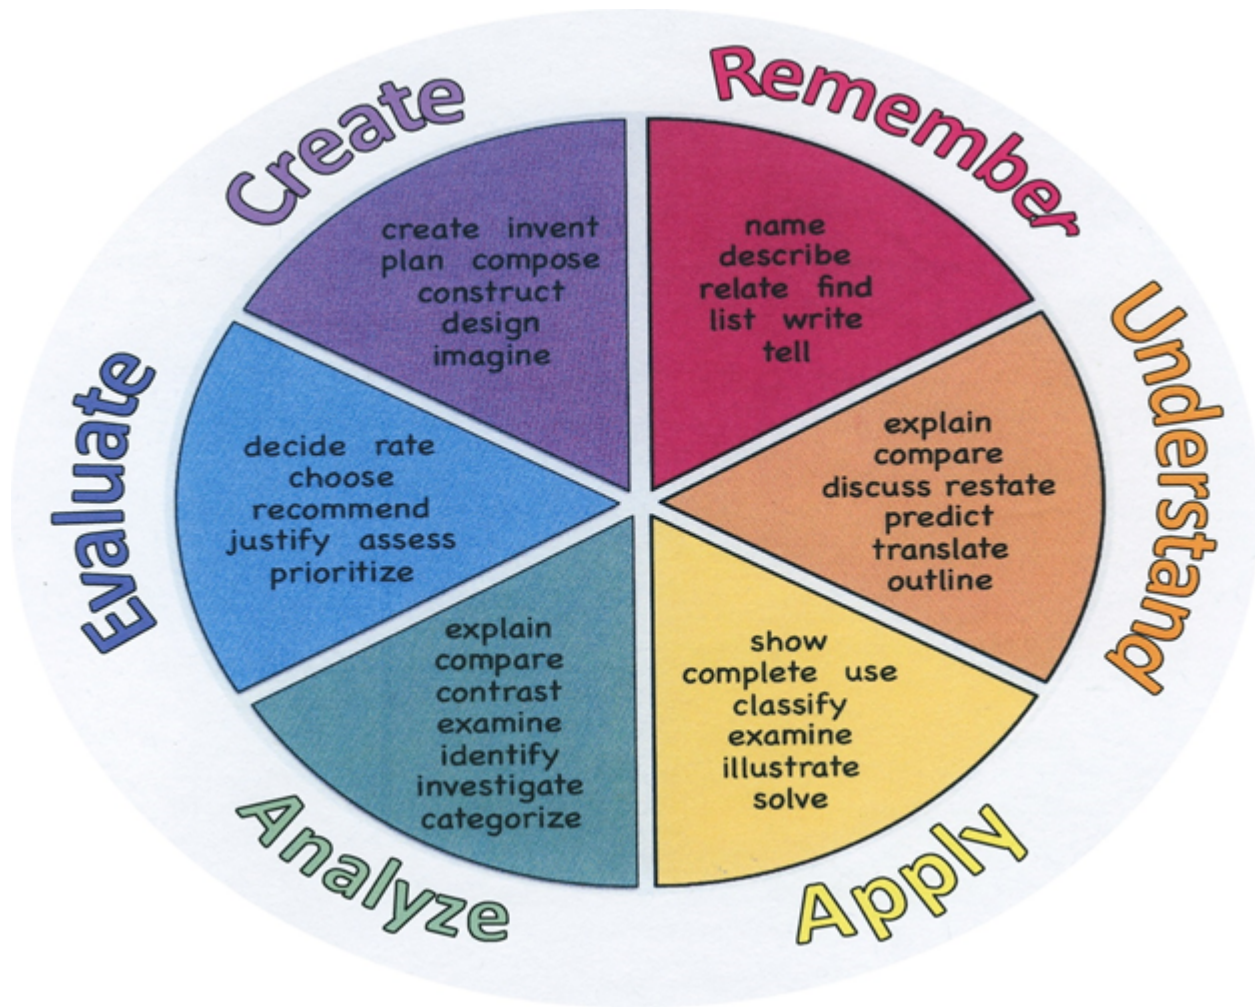 Remember
name
describe
relate find
list write
tell
Understand
explain
compare
discuss restate
predict
translate
outline
Apply
show
complete use
classify
examine
illustrate
solve
Analyze
explain
compare
contrast
examine
identify
investigate
categorize
Evaluate
decide rate
choose
recommend
justify assess
prioritize
Create
create invent
plan compose
construct
design
imagine